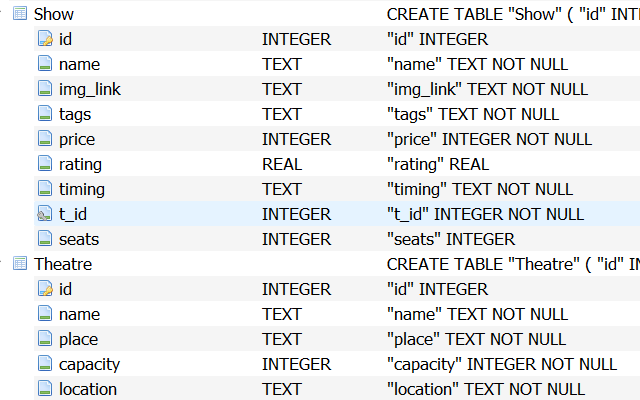 Show CREATE TABLE "Show" ( "id" INT
id INTEGER "id" INTEGER
name TEXT "name" TEXT NOT NULL
img_link TEXT "img_link" TEXT NOT NULL
tags TEXT "tags" TEXT NOT NULL
price INTEGER "price" INTEGER NOT NULL
rating REAL "rating" REAL
timing TEXT "timing" TEXT NOT NULL
t_id INTEGER "t_id" INTEGER NOT NULL
seats INTEGER "seats" INTEGER
Theatre CREATE TABLE "Theatre" ( "id" IN
id INTEGER "id" INTEGER
name TEXT "name" TEXT NOT NULL
place TEXT "place" TEXT NOT NULL
capacity INTEGER "capacity" INTEGER NOT NULL
location TEXT "location" TEXT NOT NULL